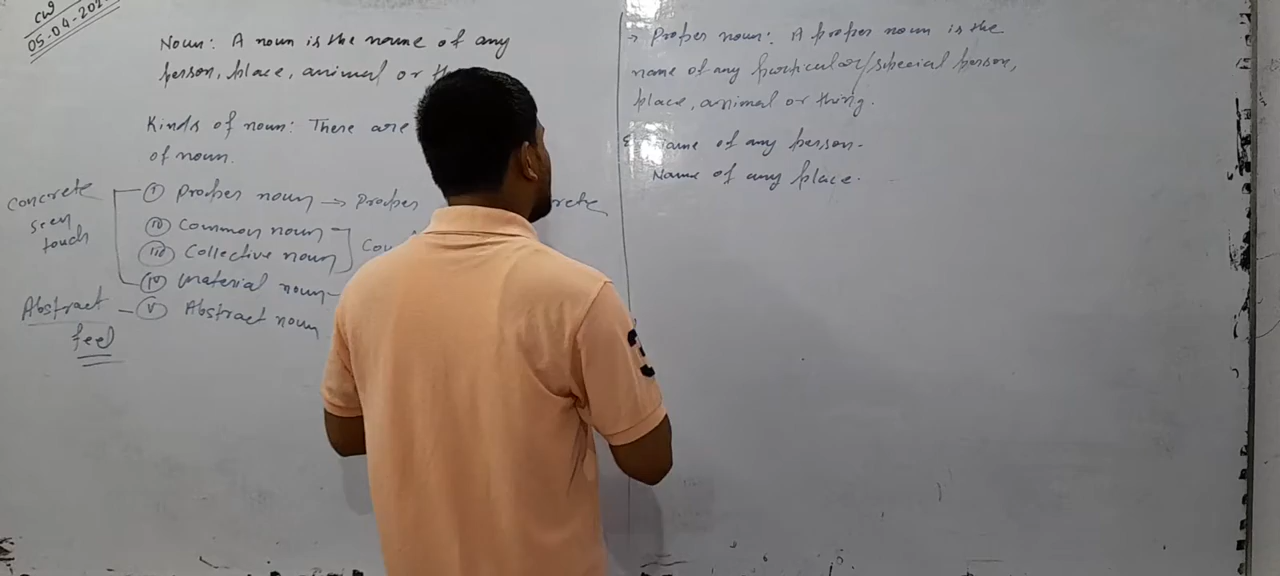 CW
05-04-202
Noun: A noun is the name of any
person, place, animal or th
Kinds of noun: There are
of noun.
concrete
seen
touch
(i) Proper noun → Proper
rete
(ii) Common noun
(iii) Collective noun
(iv) Material noun
Abstract
feel
(v) Abstract noun
→ Proper noun: A proper noun is the
name of any particular/special person,
place, animal or thing.
Name of any person.
Name of any place.
3